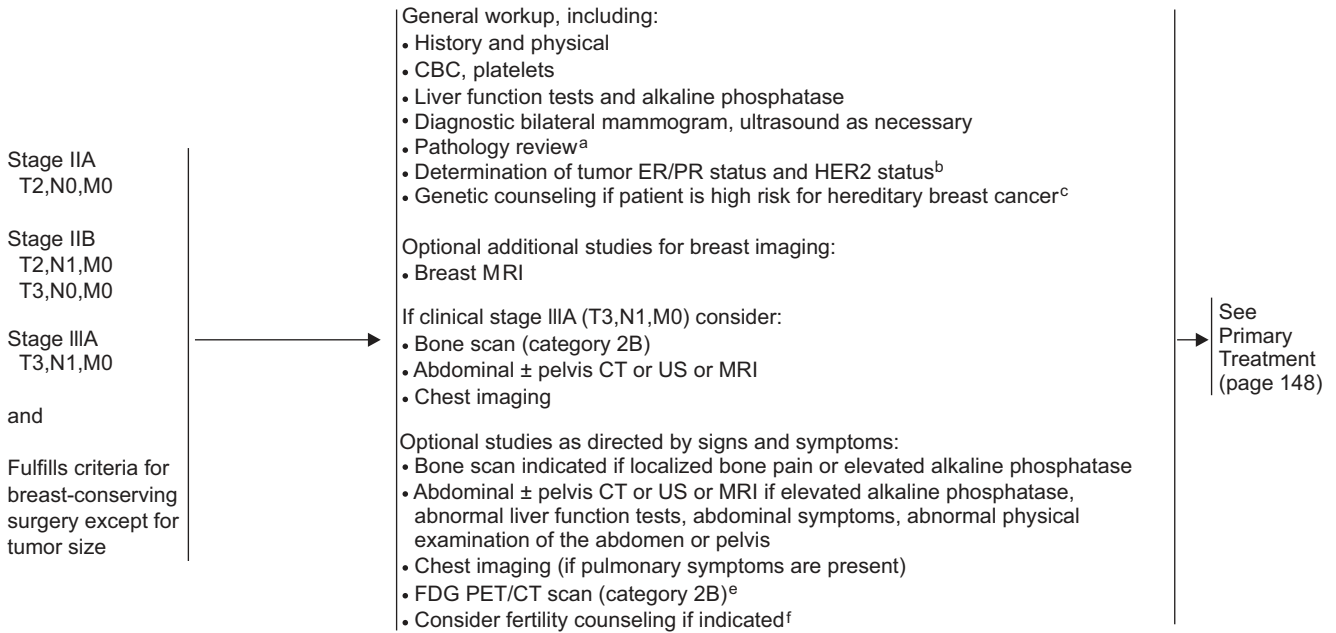 Stage IIA
T2,N0,M0
Stage IIB
T2,N1,M0
T3,N0,M0
Stage IIIA
T3,N1,M0
and
Fulfills criteria for
breast-conserving
surgery except for
tumor size
General workup, including:
• History and physical
• CBC, platelets
• Liver function tests and alkaline phosphatase
• Diagnostic bilateral mammogram, ultrasound as necessary
• Pathology review a
• Determination of tumor ER/PR status and HER2 status b
• Genetic counseling if patient is high risk for hereditary breast cancer c
Optional additional studies for breast imaging:
• Breast MRI
If clinical stage IIIA (T3,N1,M0) consider:
• Bone scan (category 2B)
• Abdominal ± pelvis CT or US or MRI
• Chest imaging
Optional studies as directed by signs and symptoms:
• Bone scan indicated if localized bone pain or elevated alkaline phosphatase
• Abdominal ± pelvis CT or US or MRI if elevated alkaline phosphatase,
abnormal liver function tests, abdominal symptoms, abnormal physical
examination of the abdomen or pelvis
• Chest imaging (if pulmonary symptoms are present)
• FDG PET/CT scan (category 2B) e
• Consider fertility counseling if indicated f
See
Primary
Treatment
(page 148)